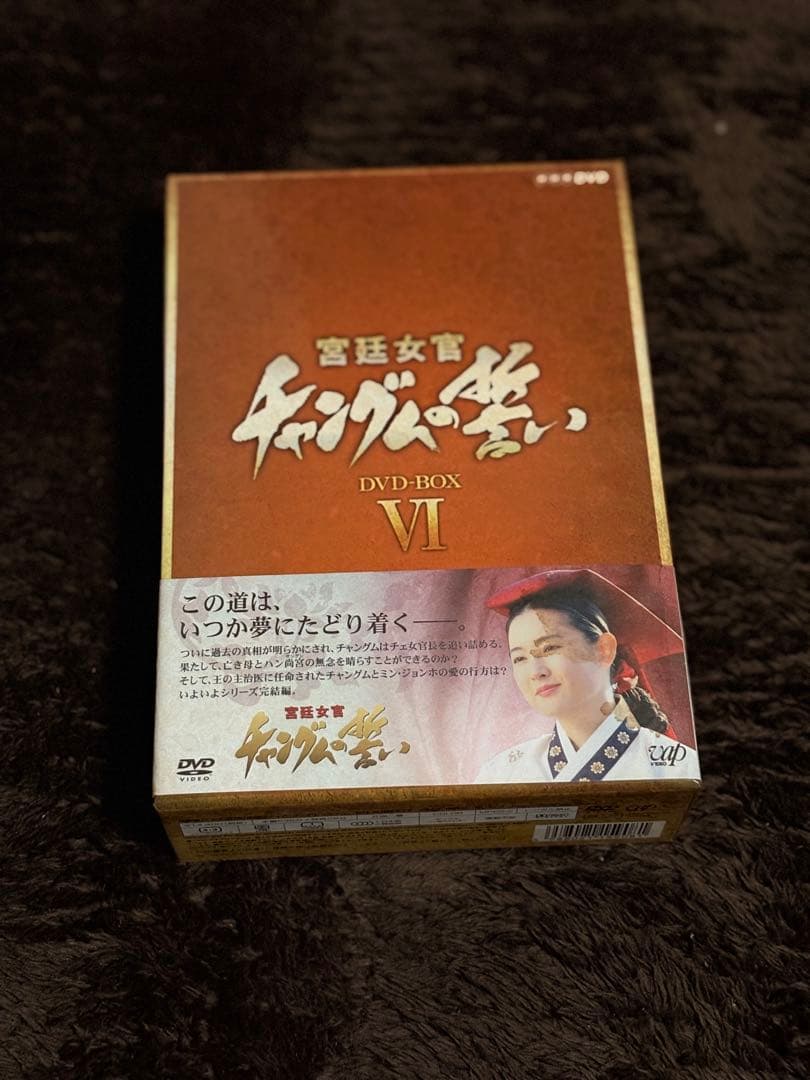 DVD
宮廷女官
チャングムの誓い
DVD-BOX
VI
この道は、
いつか夢にたどり着く──。
ついに過去の真相が明らかにされ、チャングムはチェ女官長を追い詰める。
果たして、亡き母とハン尚宮の無念を晴らすことができるのか?
そして、王の主治医に任命されたチャングムとミン・ジョンホの愛の行方は?
いよいよシリーズ完結編。
宮廷女官
チャングムの誓い
DVD
VIDEO
vap
VIDEO